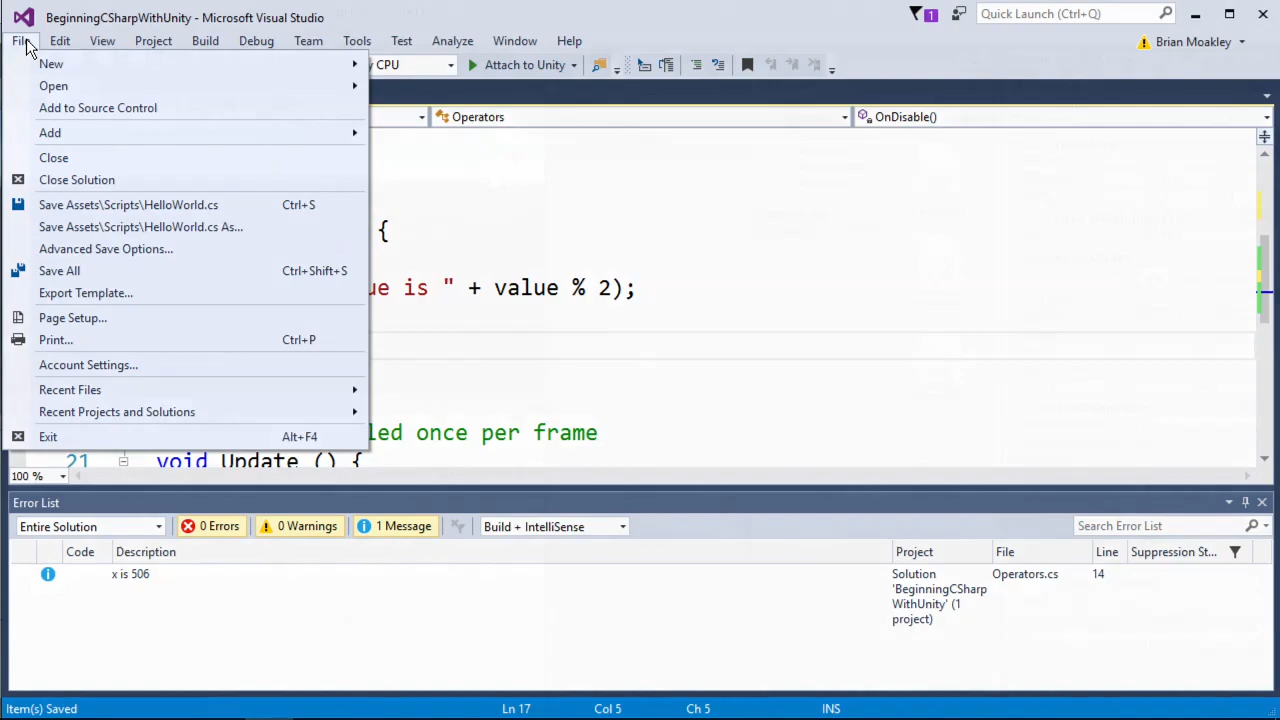 BeginningCSharpWithUnity - Microsoft Visual Studio
1
Quick Launch (Ctrl+Q)
File Edit View Project Build Debug Team Tools Test Analyze Window Help
Brian Moakley
New
CPU
Attach to Unity
Open
Add to Source Control
Operators
OnDisable()
Add
Close
Close Solution
Save Assets\Scripts\HelloWorld.cs Ctrl+S
Save Assets\Scripts\HelloWorld.cs As...
{
Advanced Save Options...
Save All Ctrl+Shift+S
ue is " + value % 2);
Export Template...
Page Setup...
Print... Ctrl+P
Account Settings...
Recent Files
Recent Projects and Solutions
Exit Alt+F4
led once per frame
21 void Update () {
100 %
Error List
Entire Solution
0 Errors
0 Warnings
1 Message
Build + IntelliSense
Search Error List
Code Description Project File Line Suppression St...
x is 506 Solution 'BeginningCSharp WithUnity' (1 project) Operators.cs 14
Item(s) Saved Ln 17 Col 5 Ch 5 INS